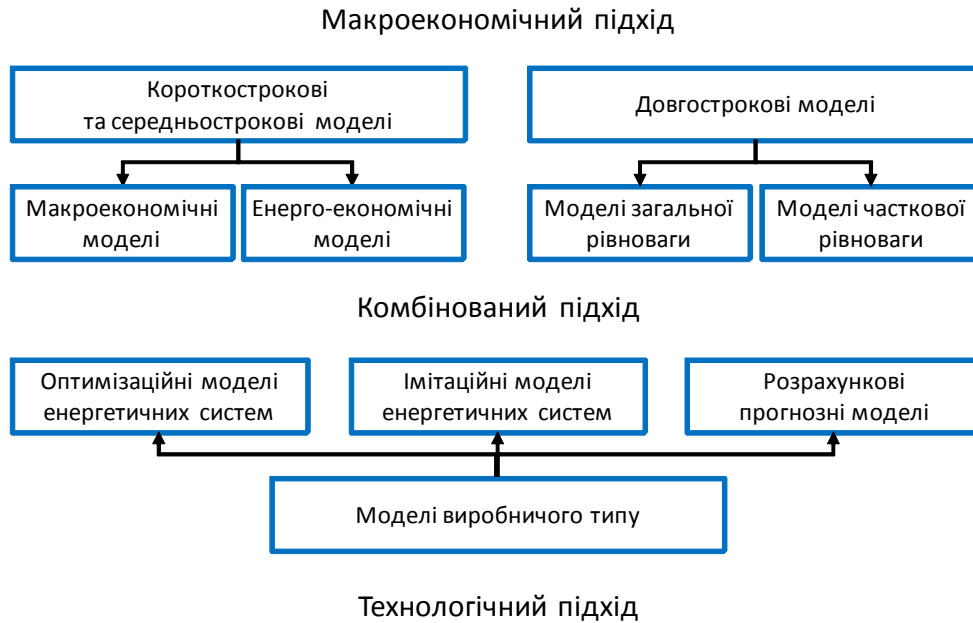 Макроекономічний підхід
Короткострокові
та середньострокові моделі
Довгострокові моделі
Макроекономічні
моделі
Енерго-економічні
моделі
Моделі загальної
рівноваги
Моделі часткової
рівноваги
Комбінований підхід
Оптимізаційні моделі
енергетичних систем
Імітаційні моделі
енергетичних систем
Розрахункові
прогнозні моделі
Моделі виробничого типу
Технологічний підхід